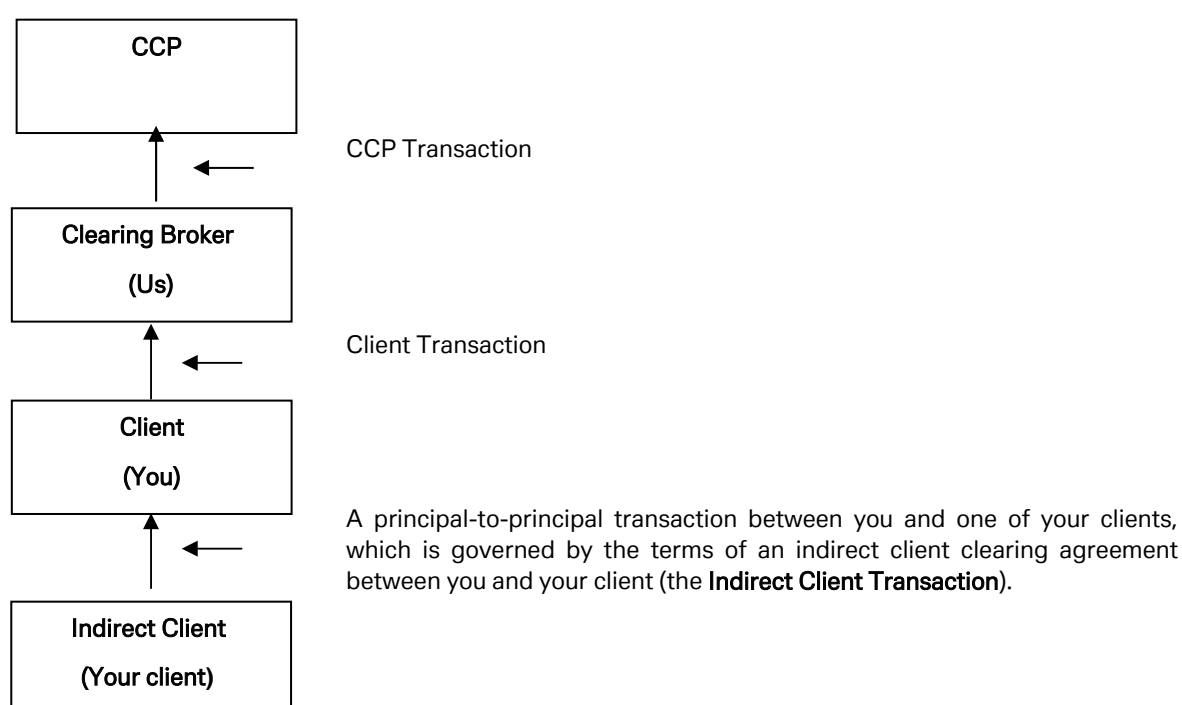 CCP
CCP Transaction
Clearing Broker
(Us)
Client Transaction
Client
(You)
A principal-to-principal transaction between you and one of your clients,
which is governed by the terms of an indirect client clearing agreement
between you and your client (the Indirect Client Transaction).
Indirect Client
(Your client)